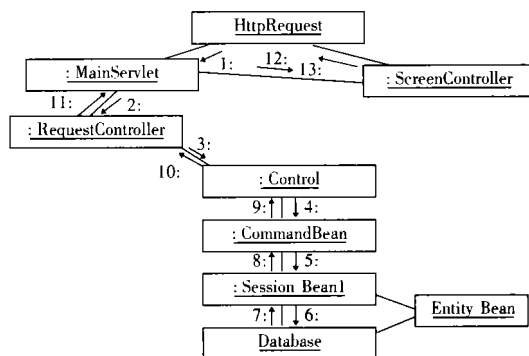 HttpRequest
1:
12:
13:
: MainServlet
: ScreenController
11:
2:
: RequestController
3:
10:
: Control
9:
4:
: CommandBean
8:
5:
: Session Bean1
Entity Bean
7:
6:
Database